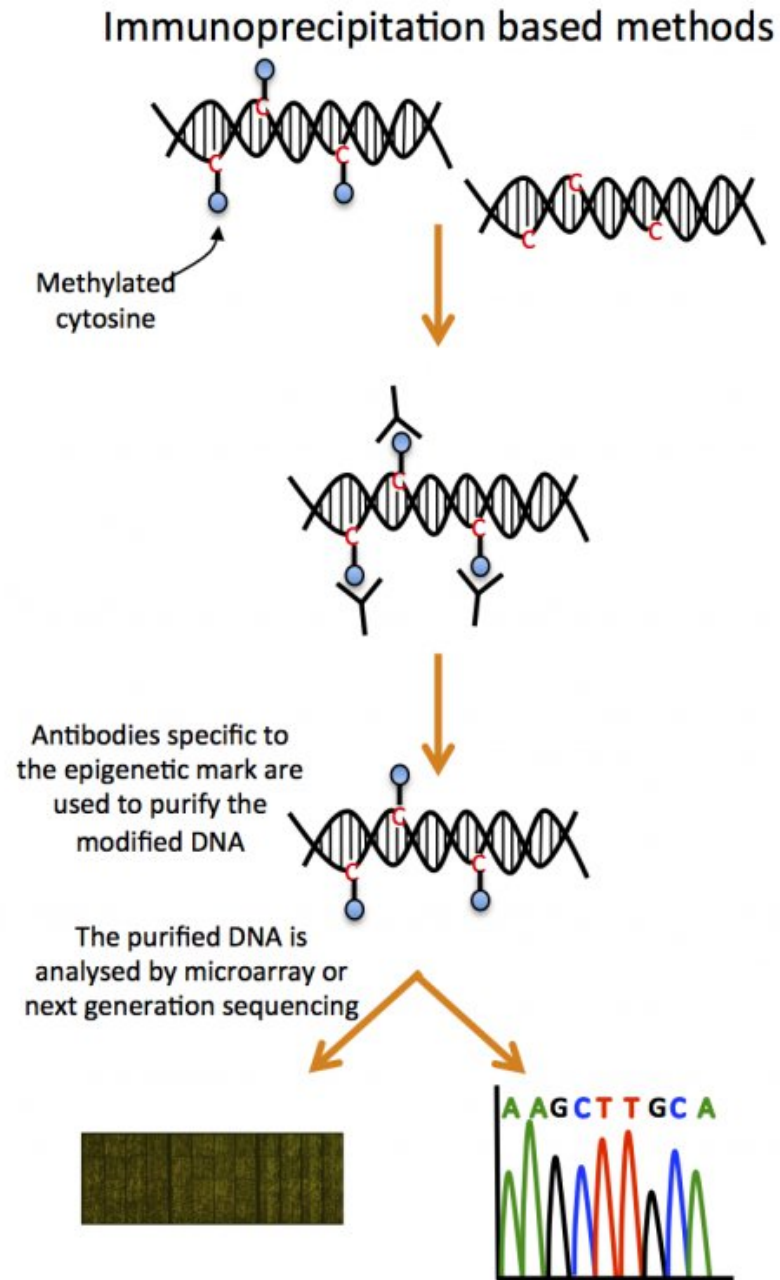 Immunoprecipitation based methods
C
C
C
C
C
C
Methylated
cytosine
C
C
C
Antibodies specific to
the epigenetic mark are
used to purify the
modified DNA
C
C
C
The purified DNA is
analysed by microarray or
next generation sequencing
A A G C T T G C A